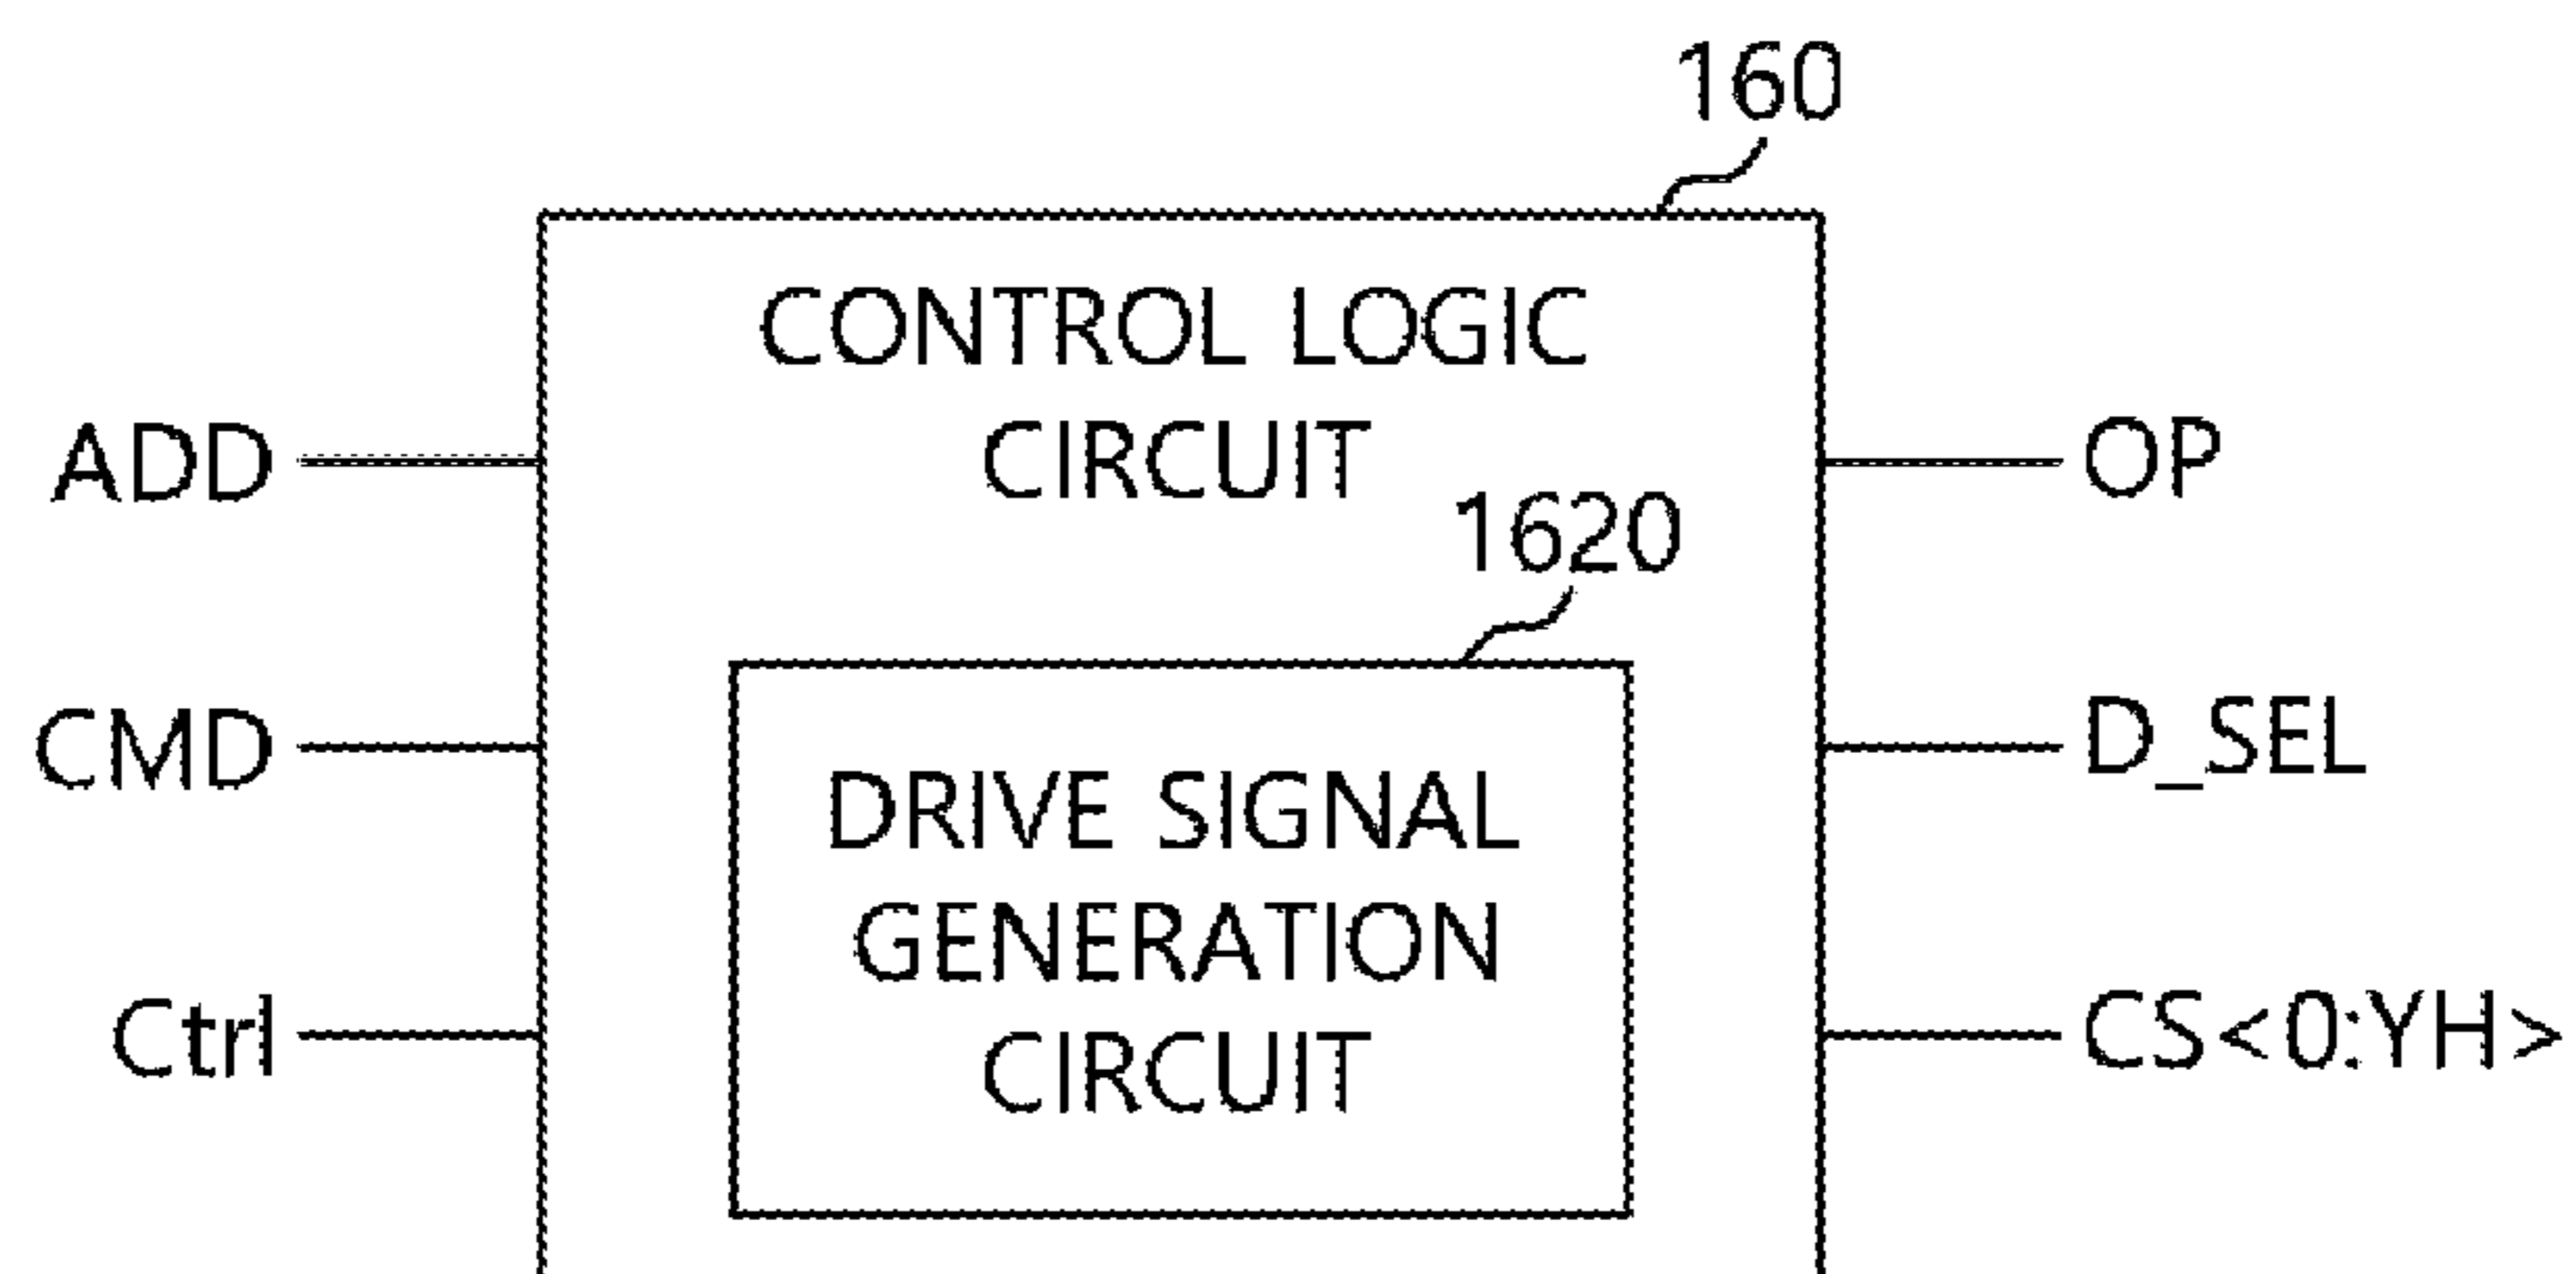 160
CONTROL LOGIC
CIRCUIT
ADD
OP
1620
CMD
D_SEL
DRIVE SIGNAL
GENERATION
CIRCUIT
Ctrl
CS<0:YH>